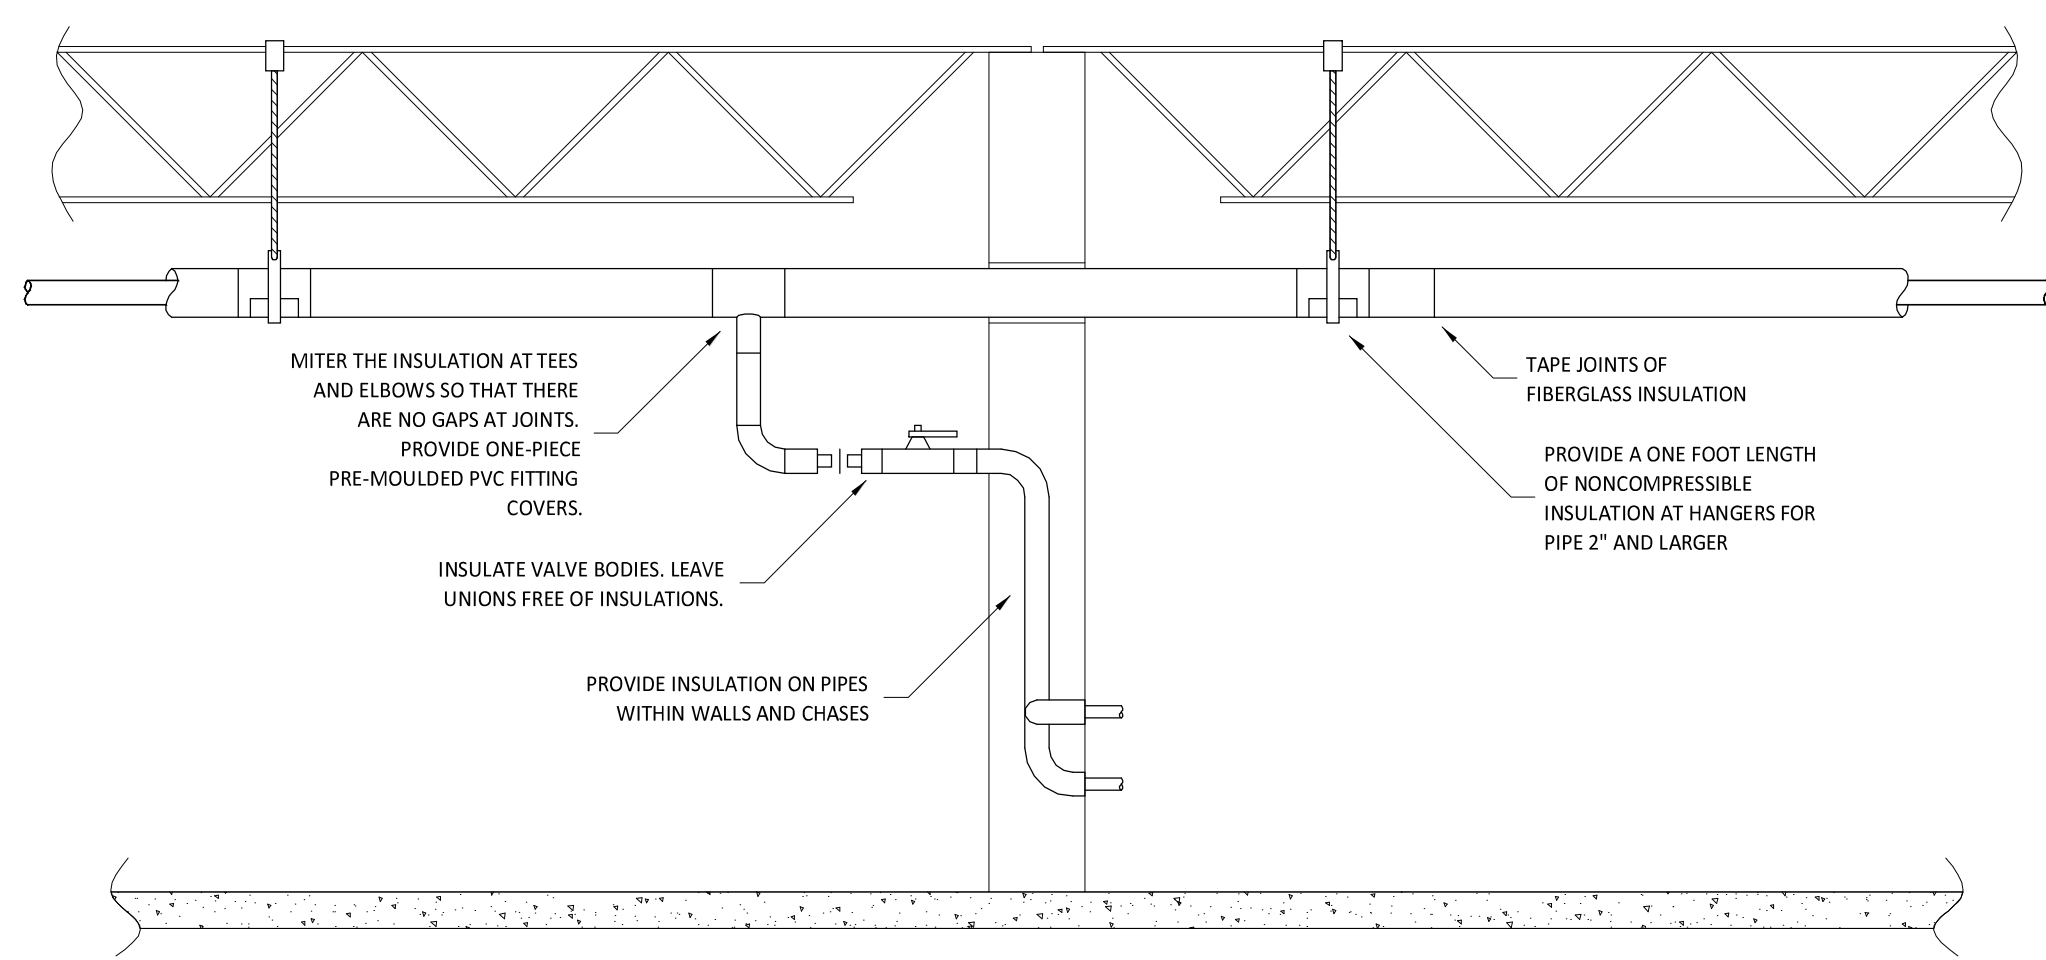 MITER THE INSULATION AT TEES
AND ELBOWS SO THAT THERE
ARE NO GAPS AT JOINTS.
PROVIDE ONE-PIECE
PRE-MOULDED PVC FITTING
COVERS.
TAPE JOINTS OF
FIBERGLASS INSULATION
PROVIDE A ONE FOOT LENGTH
OF NONCOMPRESSIBLE
INSULATION AT HANGERS FOR
PIPE 2" AND LARGER
INSULATE VALVE BODIES. LEAVE
UNIONS FREE OF INSULATIONS.
PROVIDE INSULATION ON PIPES
WITHIN WALLS AND CHASES